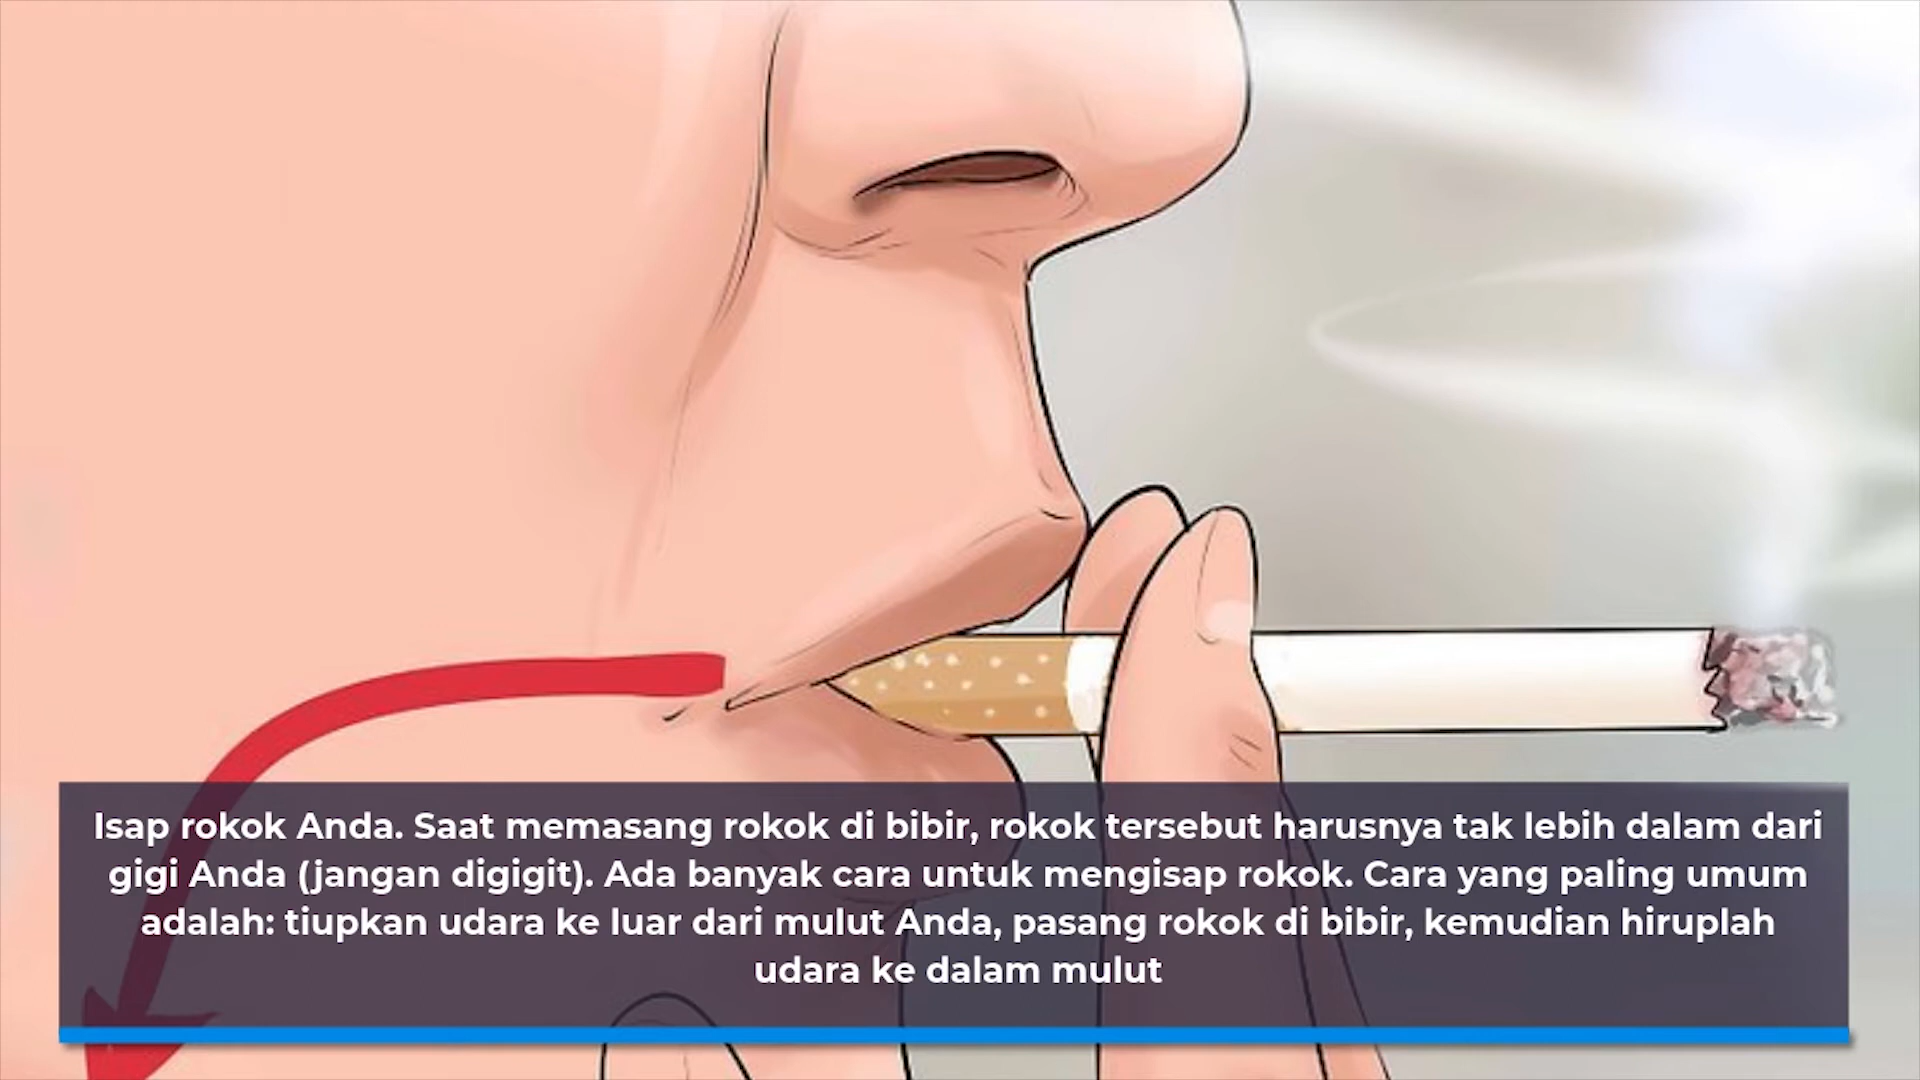 Isap rokok Anda. Saat memasang rokok di bibir, rokok tersebut harusnya tak lebih dalam dari
gigi Anda (jangan digigit). Ada banyak cara untuk mengisap rokok. Cara yang paling umum
adalah: tiupkan udara ke luar dari mulut Anda, pasang rokok di bibir, kemudian hiruplah
udara ke dalam mulut